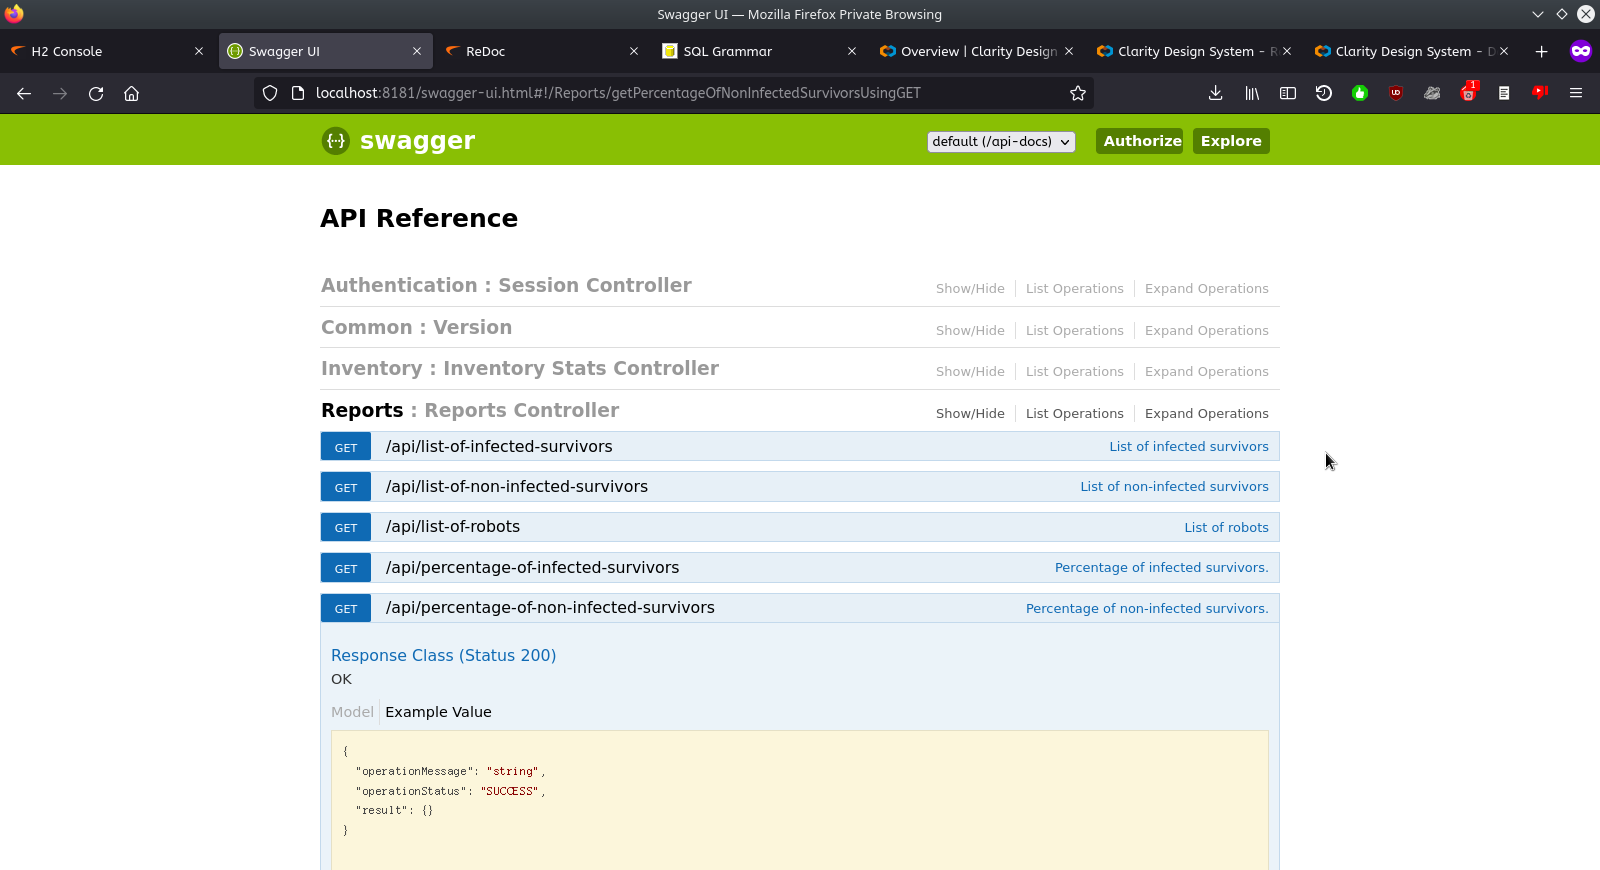 Swagger UI — Mozilla Firefox Private Browsing
H2 Console
Swagger UI
ReDoc
SQL Grammar
Overview | Clarity Design
Clarity Design System - R
Clarity Design System - D
localhost:8181/swagger-ui.html#!/Reports/getPercentageOfNonInfectedSurvivorsUsingGET
UD
1
{··} swagger
default (/api-docs)
Authorize
Explore
API Reference
Authentication : Session Controller
Show/Hide
List Operations
Expand Operations
Common : Version
Show/Hide
List Operations
Expand Operations
Inventory : Inventory Stats Controller
Show/Hide
List Operations
Expand Operations
Reports : Reports Controller
Show/Hide
List Operations
Expand Operations
GET /api/list-of-infected-survivors
List of infected survivors
GET /api/list-of-non-infected-survivors
List of non-infected survivors
GET /api/list-of-robots
List of robots
GET /api/percentage-of-infected-survivors
Percentage of infected survivors.
GET /api/percentage-of-non-infected-survivors
Percentage of non-infected survivors.
Response Class (Status 200)
OK
Model
Example Value
{
"operationMessage": "string",
"operationStatus": "SUCCESS",
"result": {}
}